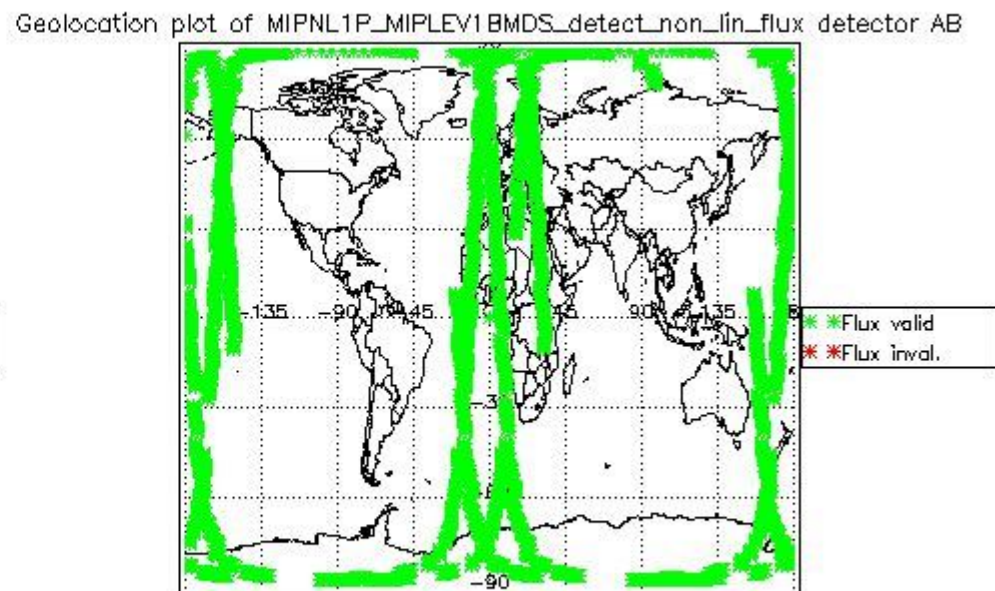 Geolocation plot of MIPNL1P_MIPLEV1BMDS_detect_non_lin_flux detector AB
-135
-90
45
45
90
135
Flux valid
Flux inval.
-90